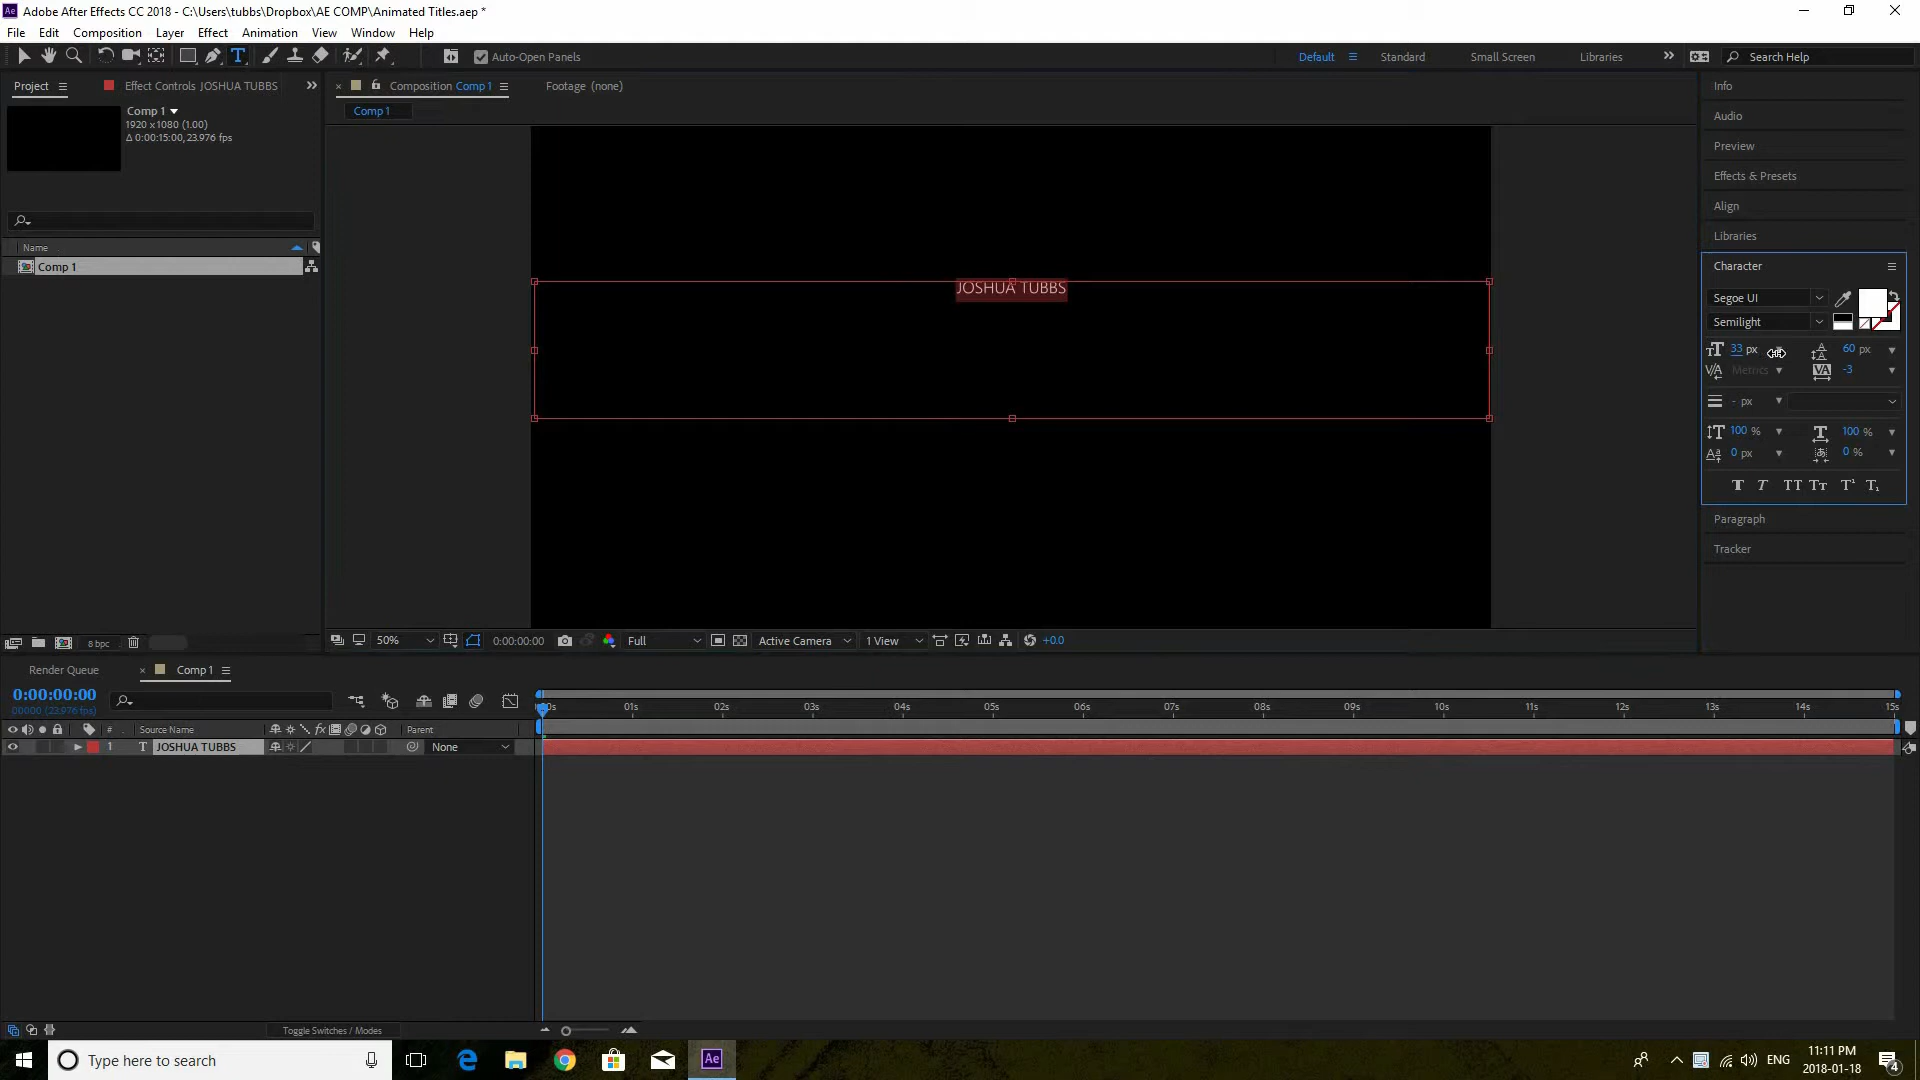 Adobe After Effects CC 2018 - C:\Users\tubbs\Dropbox\AE COMP\Animated Titles.aep *
File Edit Composition Layer Effect Animation View Window Help
Auto-Open Panels Default Standard Small Screen Libraries Search Help
Project Effect Controls JOSHUA TUBBS
Composition Comp 1 Footage (none)
Comp 1
1920 x1080 (1.00)
Δ 0:00:15:00, 23.976 fps
Name
Comp 1
Comp 1
JOSHUA TUBBS
8 bpc
50% 0:00:00:00 Full Active Camera 1 View +0.0
Info
Audio
Preview
Effects & Presets
Align
Libraries
Character
Segoe UI
Semilight
33 px 60 px
Metrics -3
- px
100 % 100 %
0 px 0 %
Paragraph
Tracker
Render Queue Comp 1
0:00:00:00
00000 (23.976 fps)
# Source Name Parent
1 T JOSHUA TUBBS None
01s 02s 03s 04s 05s 06s 07s 08s 09s 10s 11s 12s 13s 14s 15s
Toggle Switches / Modes
Type here to search
Ae
ENG
11:11 PM
2018-01-18
4